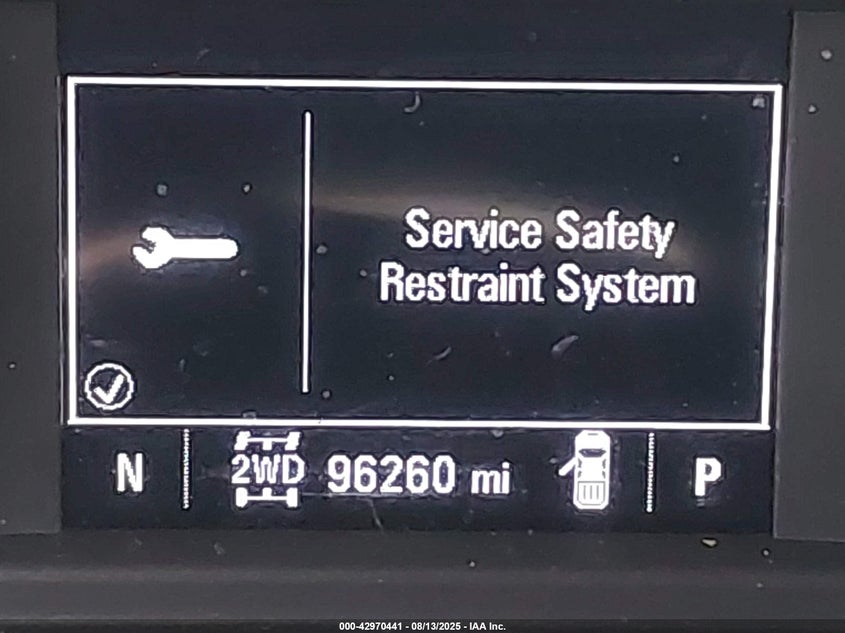 Service Safety
Restraint System
N 2WD 96260 mi P
000-42970441 - 08/13/2025 - IAA Inc.